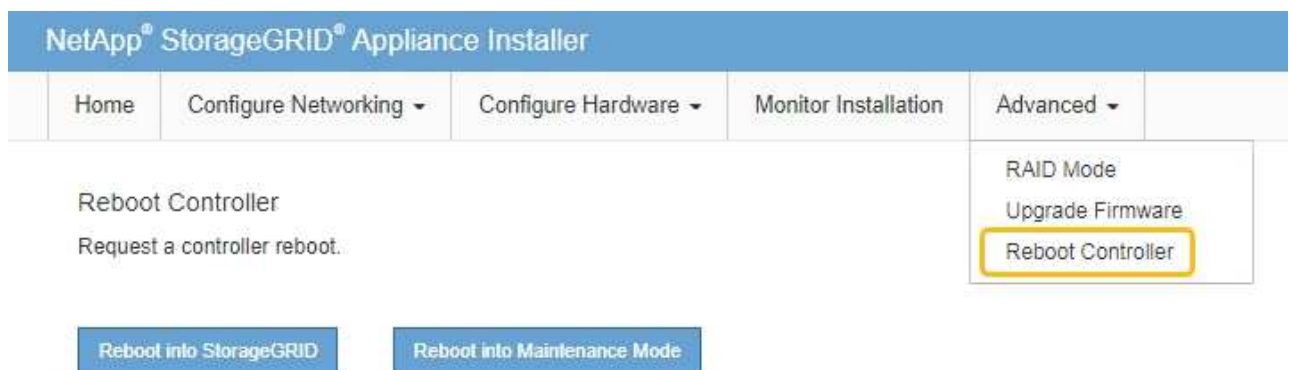 NetApp® StorageGRID® Appliance Installer
Home Configure Networking Configure Hardware Monitor Installation Advanced
RAID Mode
Upgrade Firmware
Reboot Controller
Reboot Controller
Request a controller reboot.
Reboot into StorageGRID Reboot into Maintenance Mode